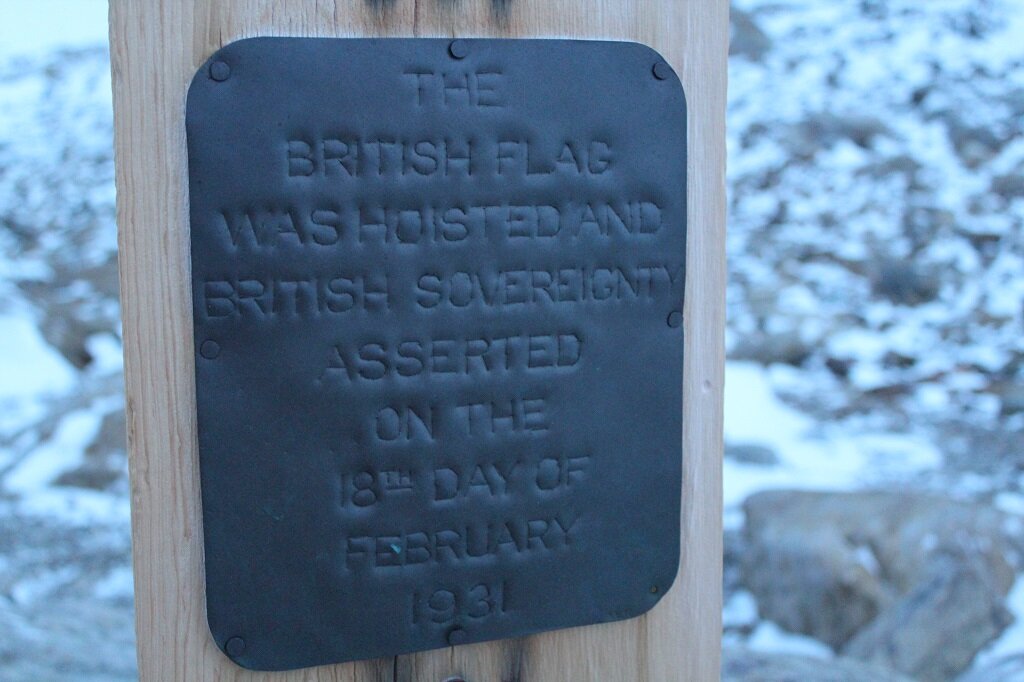 THE
BRITISH FLAG
WAS HOISTED AND
BRITISH SOVEREIGNTY
ASSERTED
ON THE
18TH DAY OF
FEBRUARY
1931